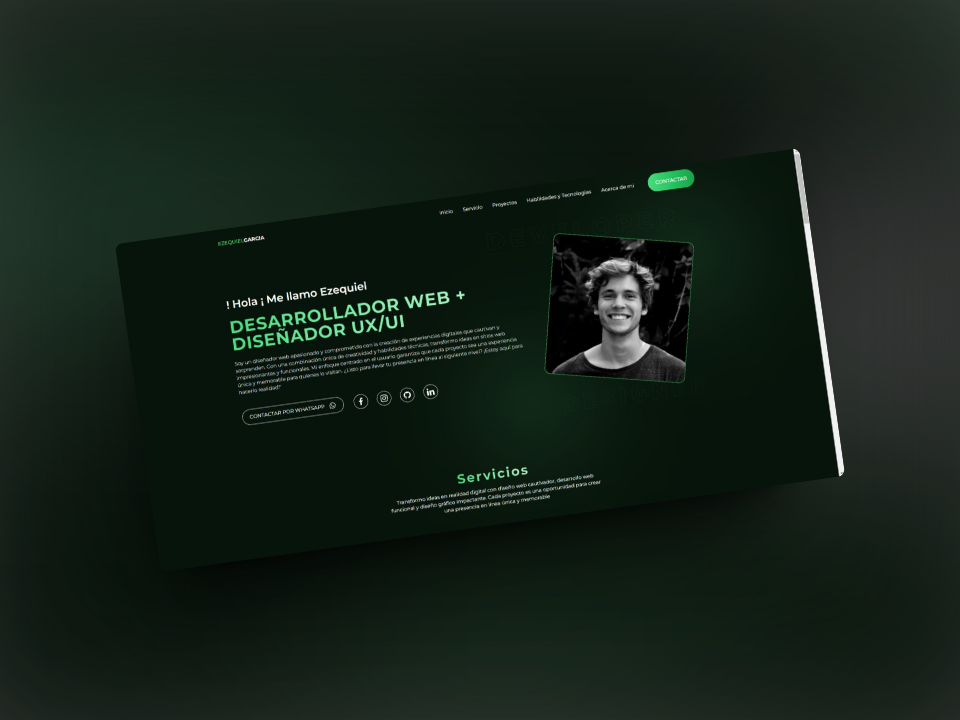 Inicio Servicio Proyectos Habilidades y Tecnologías Acerca de mi CONTACTAR
EZEQUIELGARCIA
! Hola ¡ Me llamo Ezequiel
DESARROLLADOR WEB +
DISEÑADOR UX/UI
Soy un diseñador web apasionado y comprometido con la creación de experiencias digitales que cautivan y
sorprenden. Con una combinación única de creatividad y habilidades técnicas, transformo ideas en sitios web
impresionantes y funcionales. Mi enfoque centrado en el usuario garantiza que cada proyecto sea una experiencia
única y memorable para quienes lo visitan. ¿Listo para llevar tu presencia en línea al siguiente nivel? ¡Estoy aquí para
hacerlo realidad!
CONTACTAR POR WHATSAPP
Servicios
Transformo ideas en realidad digital con diseño web cautivador, desarrollo web
funcional y diseño gráfico impactante. Cada proyecto es una oportunidad para crear
una presencia en línea única y memorable